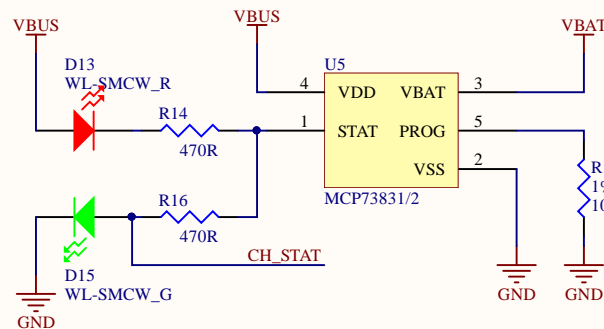 VBUS
VBUS
VBAT
D13
WL-SMCW_R
U5
4
VDD
VBAT
3
R14
470R
1
STAT
PROG
5
VSS
2
R16
470R
MCP73831/2
CH_STAT
D15
WL-SMCW_G
GND
GND
GND